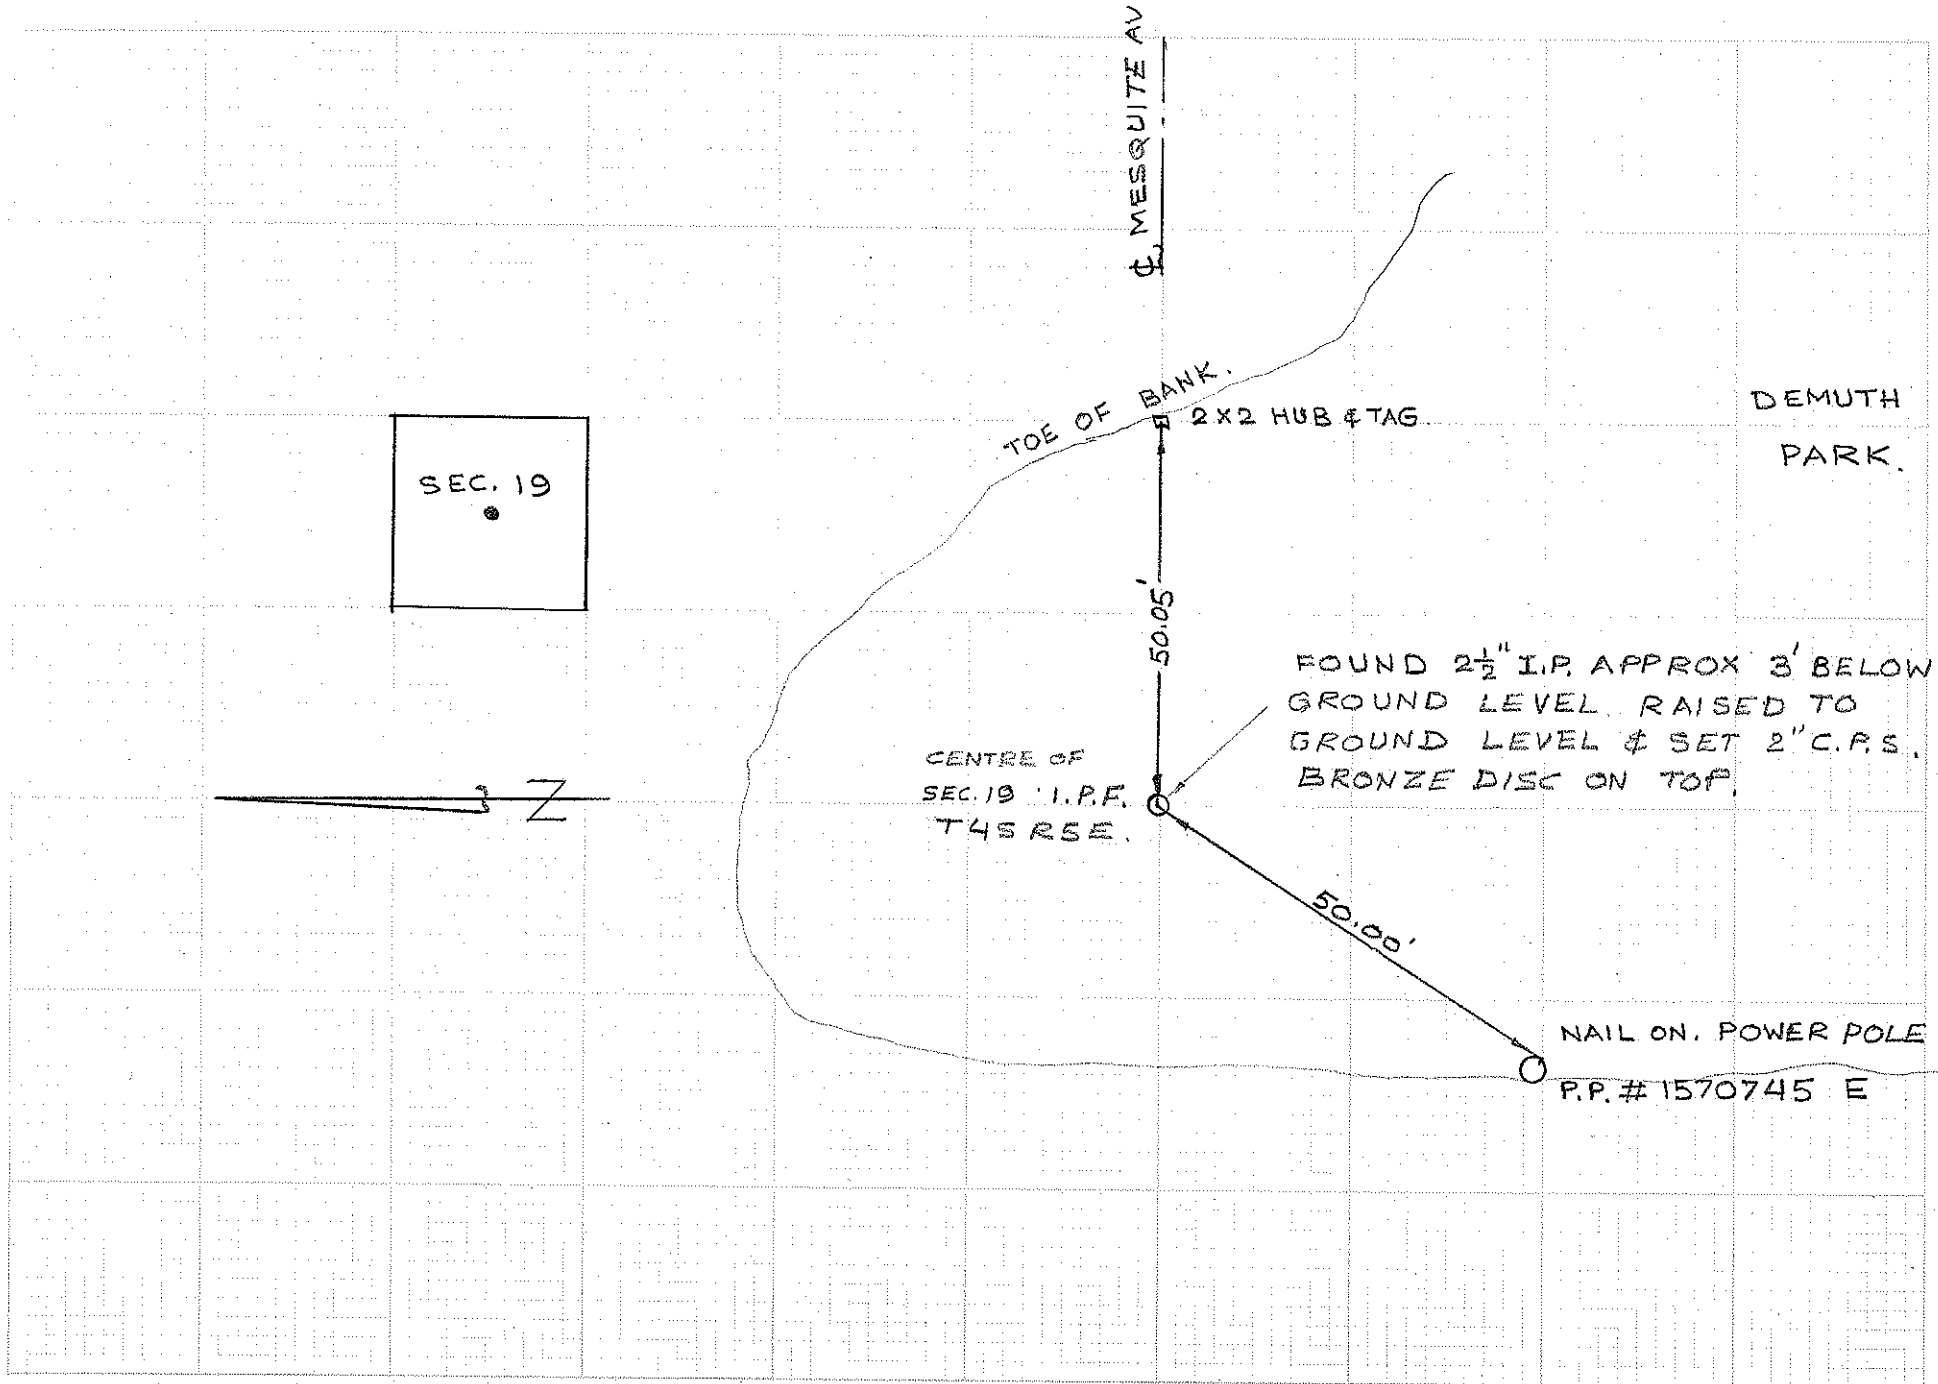 ℄ MESQUITE AV
TOE OF BANK.
2X2 HUB & TAG
DEMUTH
PARK.
SEC. 19
50.05'
FOUND 2½" I.P. APPROX 3' BELOW
GROUND LEVEL. RAISED TO
GROUND LEVEL & SET 2" C.P.S.
BRONZE DISC ON TOP.
CENTRE OF
SEC. 19 I.P.F.
T4S R5E.
N
50.00'
NAIL ON. POWER POLE
P.P. # 1570745 E